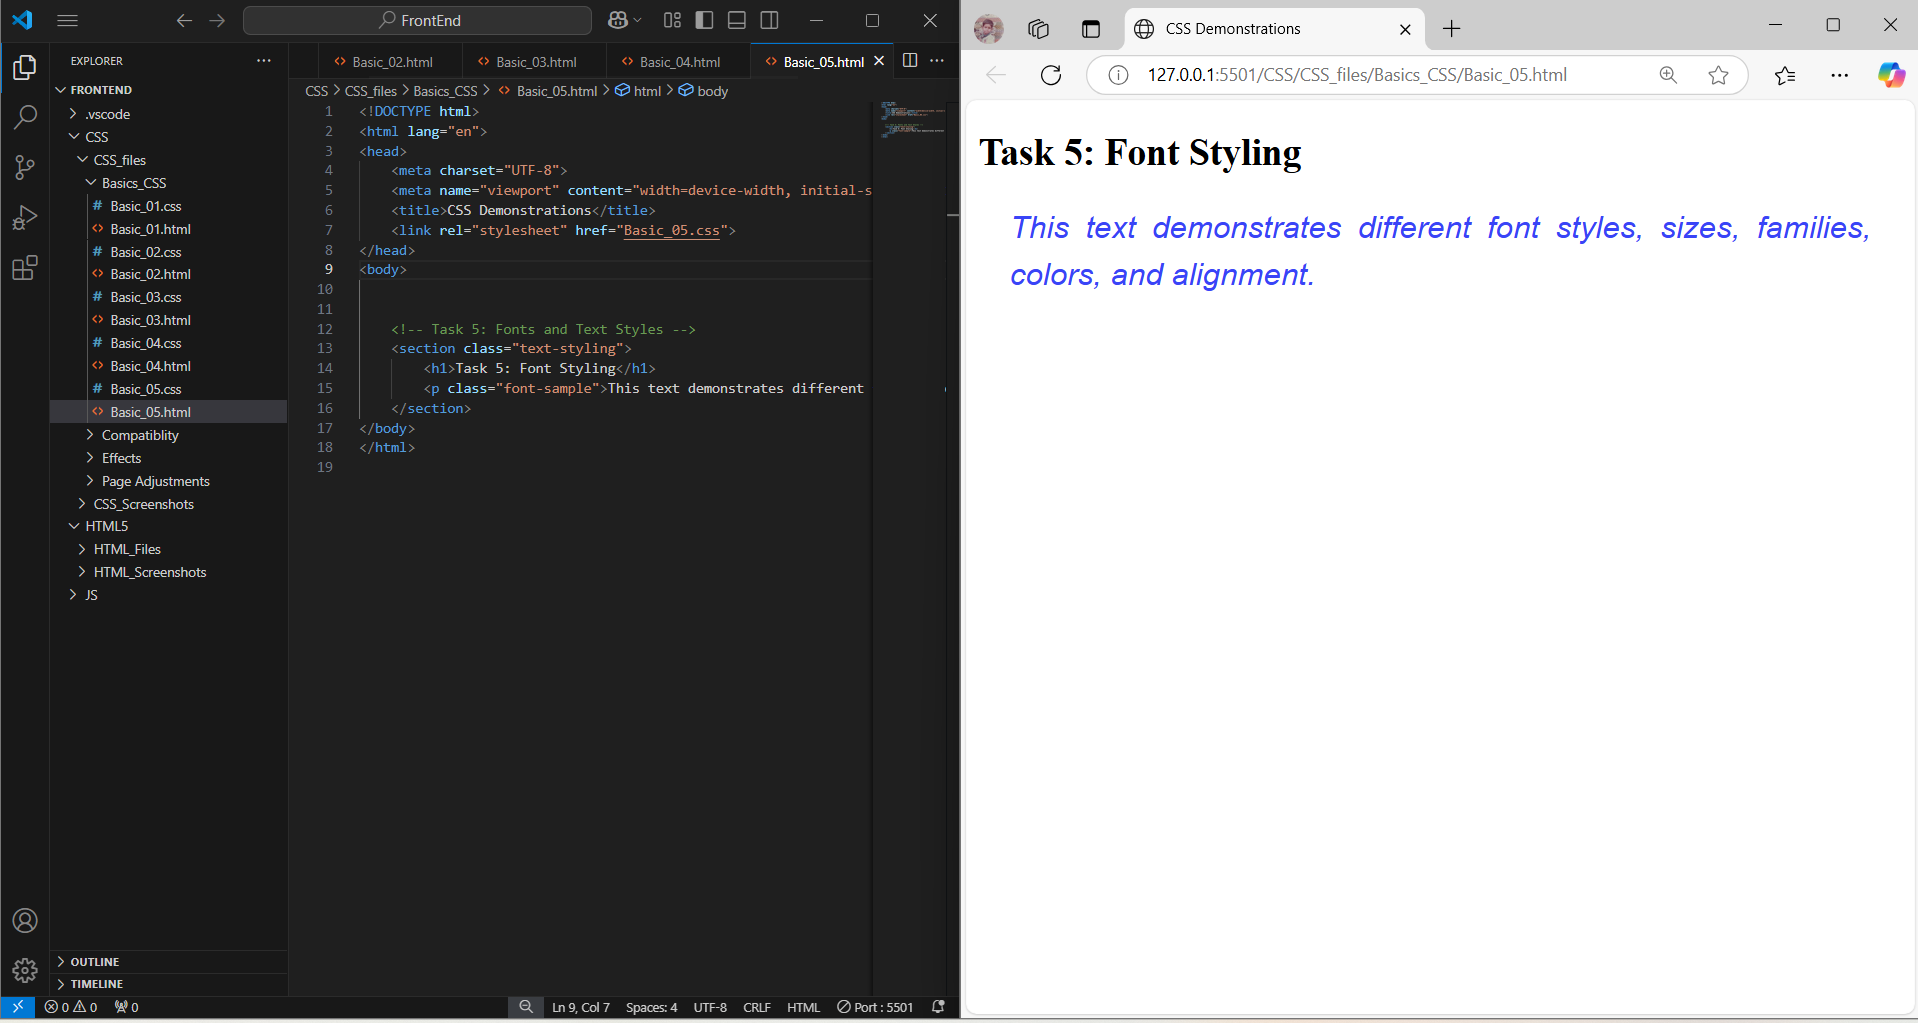 FrontEnd
EXPLORER
FRONTEND
.vscode
CSS
CSS_files
Basics_CSS
# Basic_01.css
<> Basic_01.html
# Basic_02.css
<> Basic_02.html
# Basic_03.css
<> Basic_03.html
# Basic_04.css
<> Basic_04.html
# Basic_05.css
<> Basic_05.html
Compatiblity
Effects
Page Adjustments
CSS_Screenshots
HTML5
HTML_Files
HTML_Screenshots
JS
OUTLINE
TIMELINE
<> Basic_02.html <> Basic_03.html <> Basic_04.html <> Basic_05.html
CSS > CSS_files > Basics_CSS > <> Basic_05.html > html > body
1 <!DOCTYPE html>
2 <html lang="en">
3 <head>
4 <meta charset="UTF-8">
5 <meta name="viewport" content="width=device-width, initial-s
6 <title>CSS Demonstrations</title>
7 <link rel="stylesheet" href="Basic_05.css">
8 </head>
9 <body>
10
11
12 <!-- Task 5: Fonts and Text Styles -->
13 <section class="text-styling">
14 <h1>Task 5: Font Styling</h1>
15 <p class="font-sample">This text demonstrates different
16 </section>
17 </body>
18 </html>
19
0 0 0 Ln 9, Col 7 Spaces: 4 UTF-8 CRLF HTML Port : 5501
CSS Demonstrations
127.0.0.1:5501/CSS/CSS_files/Basics_CSS/Basic_05.html
Task 5: Font Styling
This text demonstrates different font styles, sizes, families,
colors, and alignment.